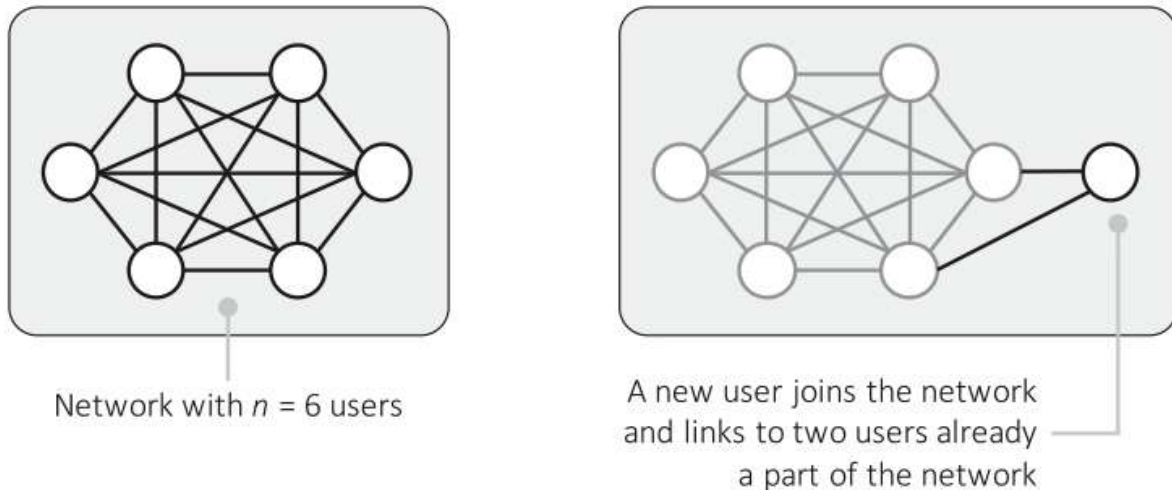 Network with n = 6 users
A new user joins the network
and links to two users already
a part of the network